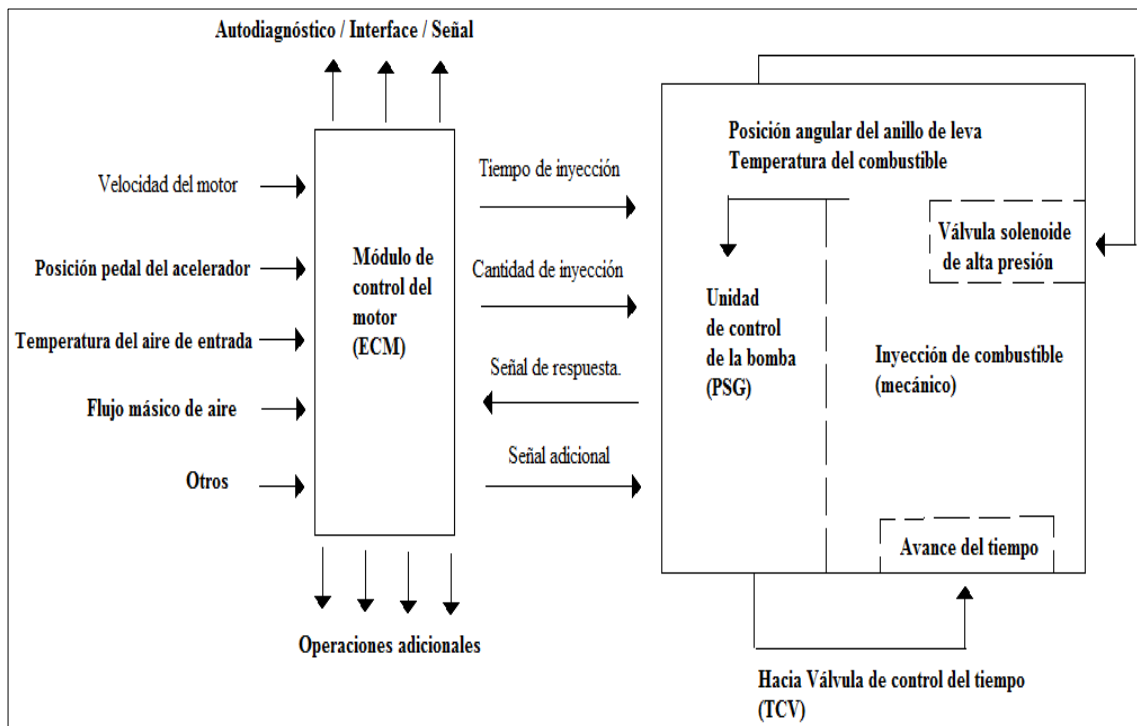 Autodiagnóstico / Interface / Señal
Velocidad del motor
Posición pedal del acelerador
Temperatura del aire de entrada
Flujo másico de aire
Otros
Módulo de
control del
motor
(ECM)
Operaciones adicionales
Tiempo de inyección
Cantidad de inyección
Señal de respuesta.
Señal adicional
Posición angular del anillo de leva
Temperatura del combustible
Válvula solenoide
de alta presión
Unidad
de control
de la bomba
(PSG)
Inyección de combustible
(mecánico)
Avance del tiempo
Hacia Válvula de control del tiempo
(TCV)